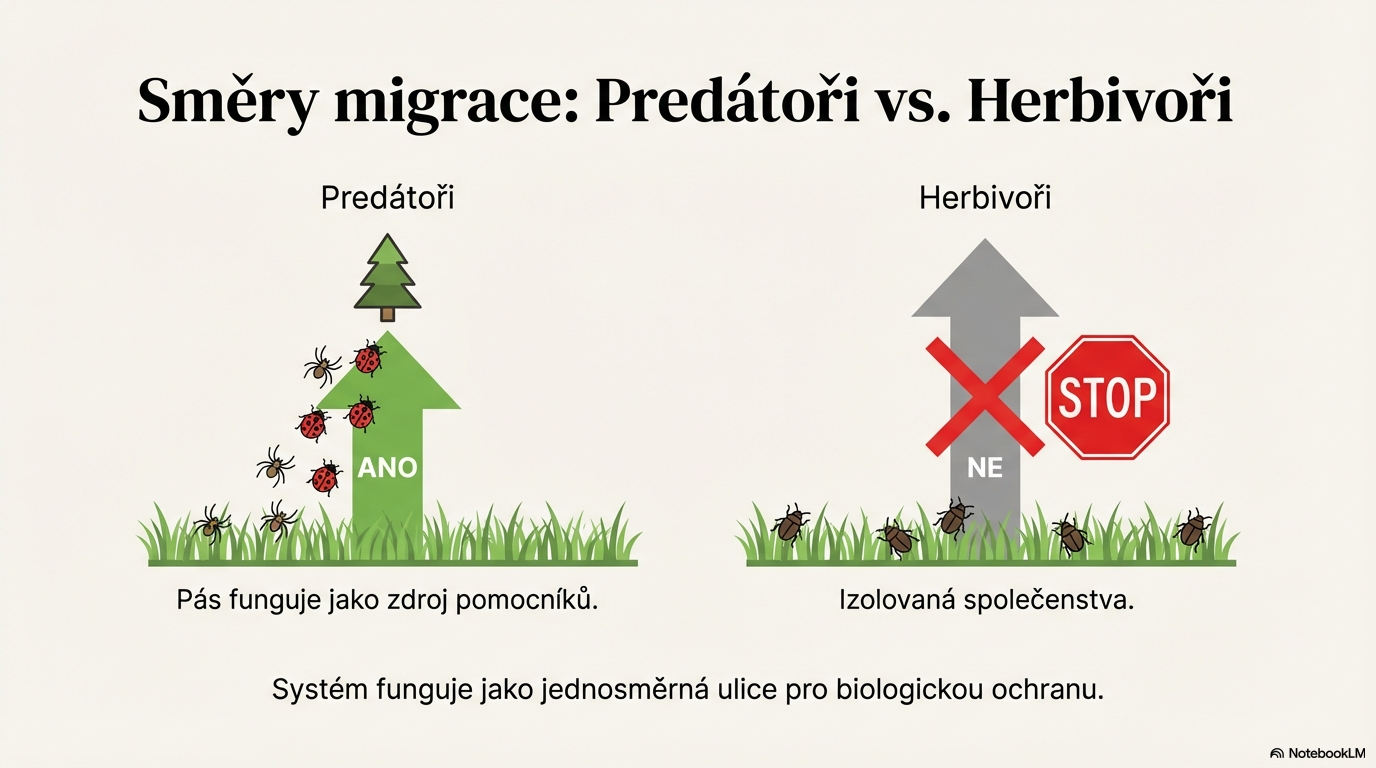 Směry migrace: Predátoři vs. Herbivoři
Predátoři
Herbivoři
ANO
STOP
NE
Pás funguje jako zdroj pomocníků.
Izolovaná společenstva.
Systém funguje jako jednosměrná ulice pro biologickou ochranu.
NotebookLM